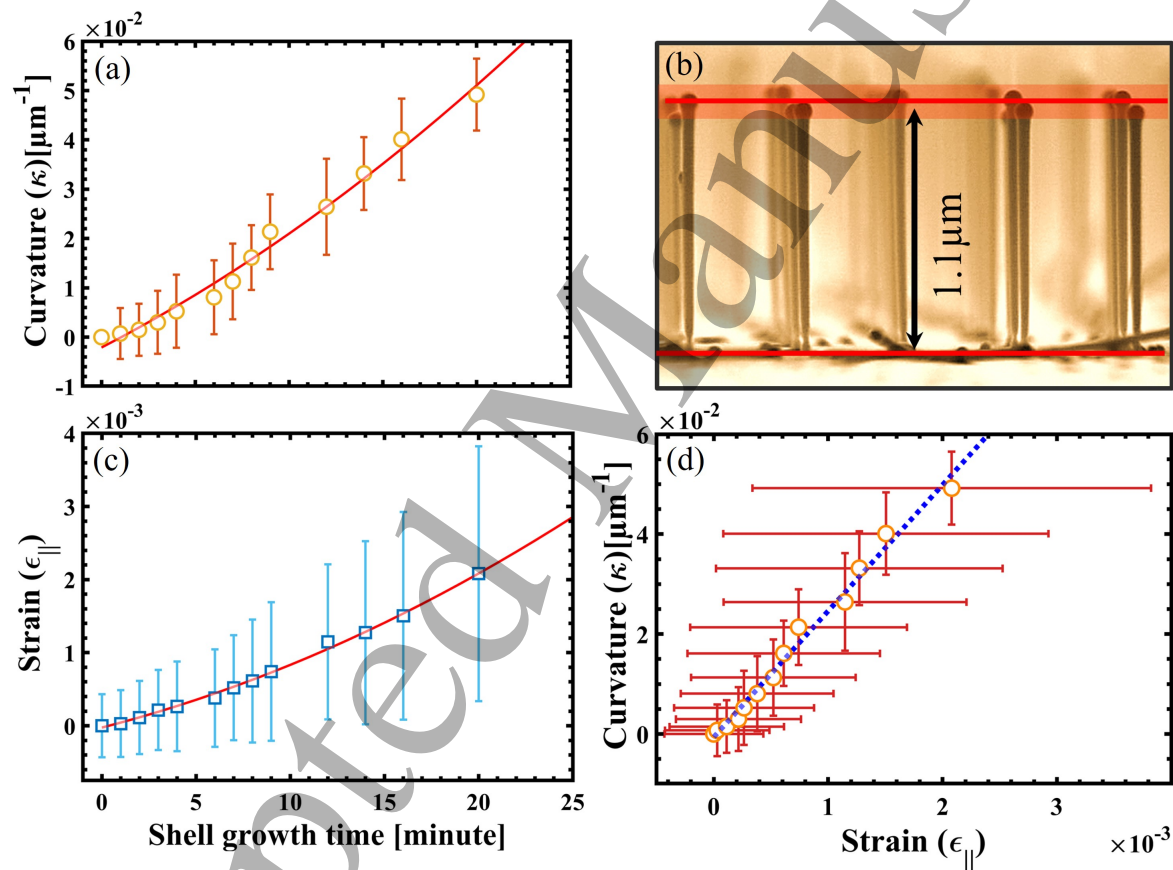 ×10⁻²
6
5
4
3
2
1
0
-1
Curvature (κ)[μm⁻¹]
(a)
(b)
1.1μm
×10⁻³
4
3
2
1
0
Strain (ϵ||)
(c)
0 5 10 15 20 25
Shell growth time [minute]
×10⁻²
6
4
2
0
Curvature (κ)[μm⁻¹]
(d)
0 1 2 3
Strain (ϵ||)
×10⁻³
pted Manus